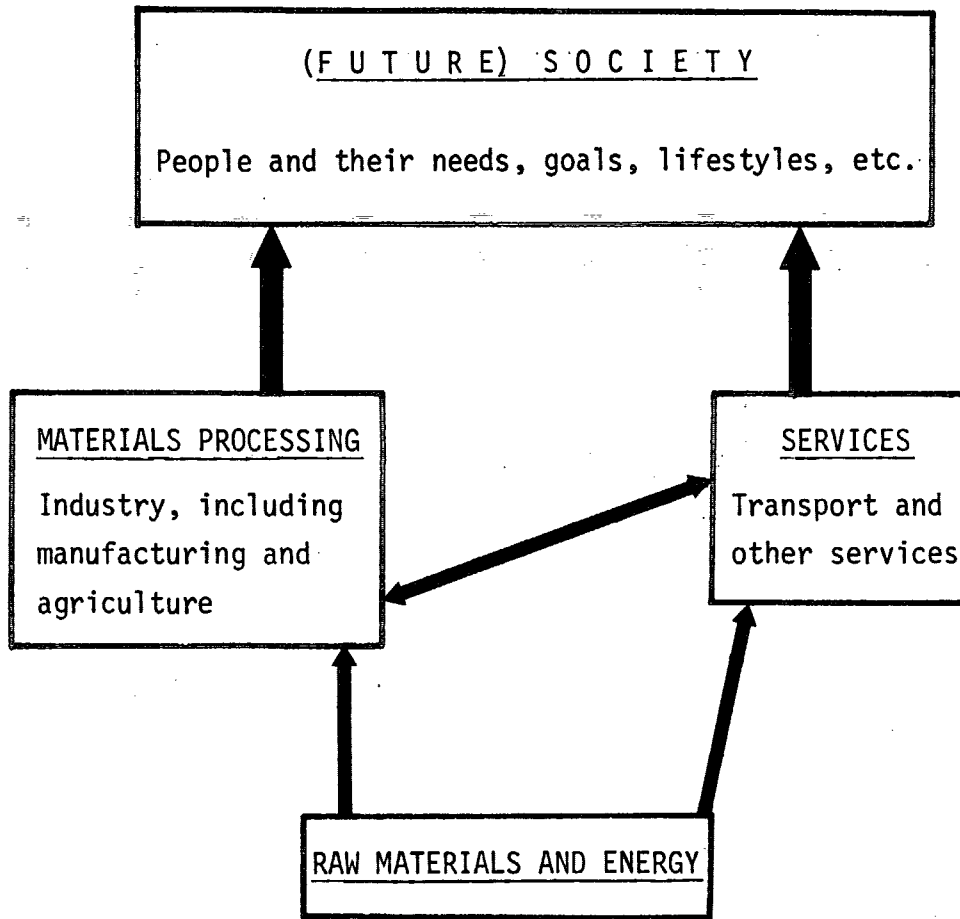 (F U T U R E) S O C I E T Y
People and their needs, goals, lifestyles, etc.
MATERIALS PROCESSING
Industry, including
manufacturing and
agriculture
SERVICES
Transport and
other services
RAW MATERIALS AND ENERGY